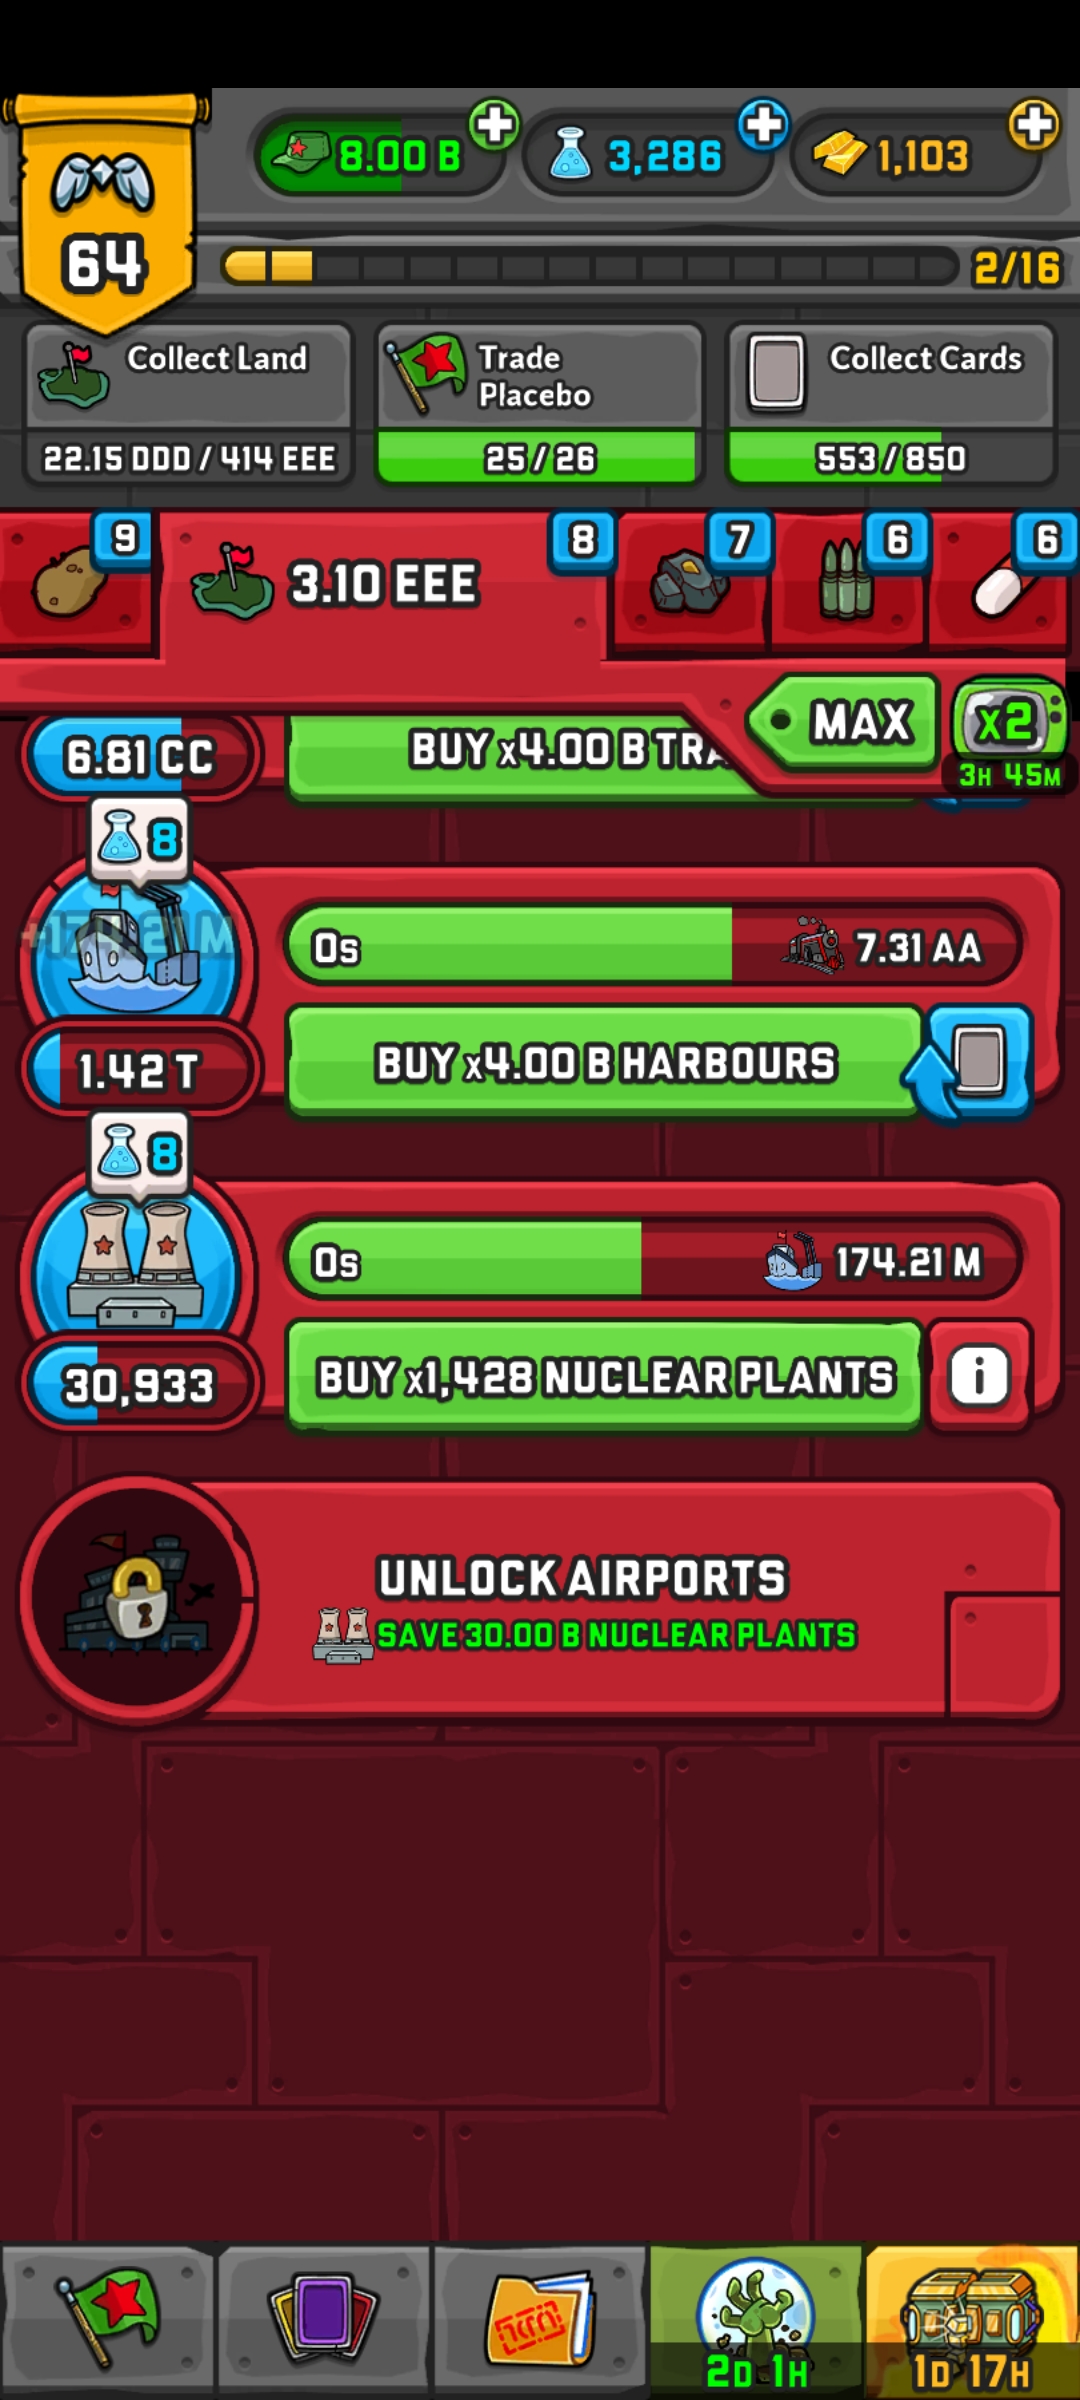 64
8.00 B
3,286
1,103
2/16
Collect Land
22.15 DDD / 414 EEE
Trade
Placebo
25 / 26
Collect Cards
553 / 850
9
3.10 EEE
8
7
6
6
MAX
x2
3H 45M
6.81 CC
BUY x4.00 B TRA
8
+174.21 M
0s
7.31 AA
1.42 T
BUY x4.00 B HARBOURS
8
0s
174.21 M
30,933
BUY x1,428 NUCLEAR PLANTS
i
UNLOCK AIRPORTS
SAVE 30.00 B NUCLEAR PLANTS
2D 1H
1D 17H